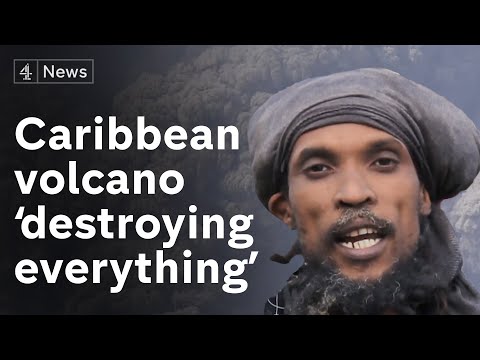 4 News
Caribbean
volcano
‘destroying
everything’